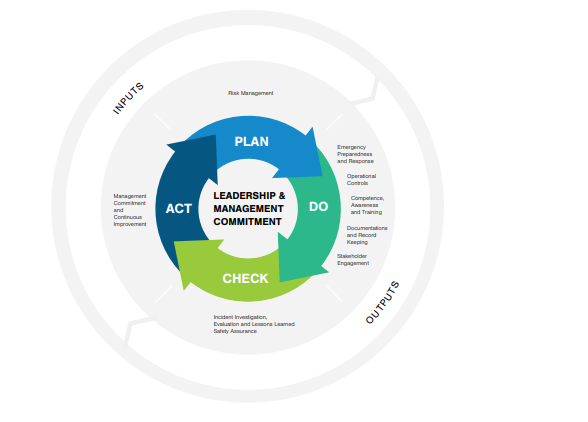 INPUTS
Risk Management
PLAN
Emergency
Preparedness
and Response
Operational
Controls
Competence,
Awareness
and Training
Documentations
and Record
Keeping
Stakeholder
Engagement
DO
Management
Commitment
and
Continuous
Improvement
ACT
LEADERSHIP &
MANAGEMENT
COMMITMENT
CHECK
Incident Investigation,
Evaluation and Lessons Learned
Safety Assurance
OUTPUTS